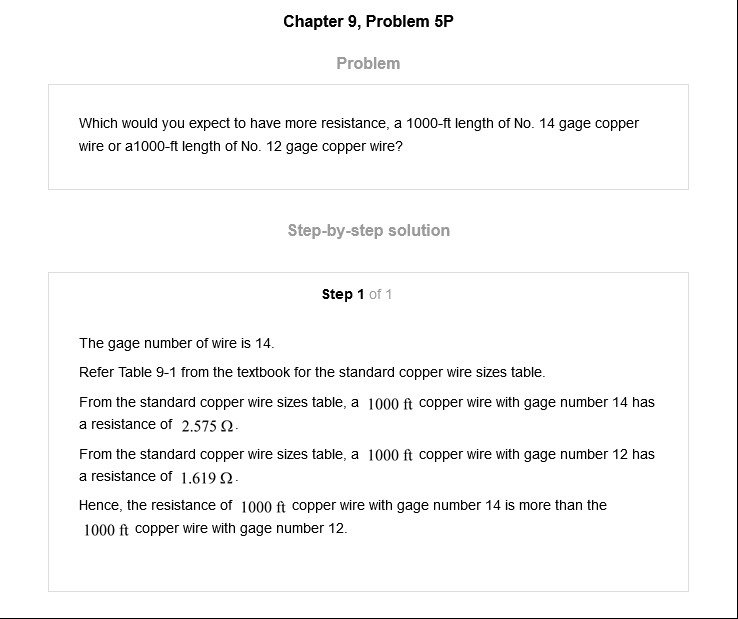 Chapter 9, Problem 5P
Problem
Which would you expect to have more resistance, a 1000-ft length of No. 14 gage copper
wire or a1000-ft length of No. 12 gage copper wire?
Step-by-step solution
Step 1 of 1
The gage number of wire is 14.
Refer Table 9-1 from the textbook for the standard copper wire sizes table.
From the standard copper wire sizes table, a 1000 ft copper wire with gage number 14 has
a resistance of 2.575 Ω.
From the standard copper wire sizes table, a 1000 ft copper wire with gage number 12 has
a resistance of 1.619 Ω.
Hence, the resistance of 1000 ft copper wire with gage number 14 is more than the
1000 ft copper wire with gage number 12.